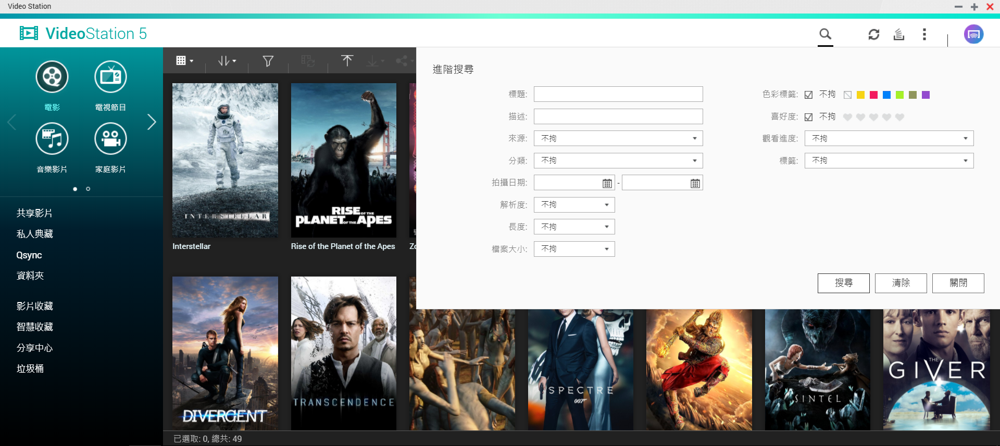 Video Station
VideoStation 5
電影
電視節目
音樂影片
家庭影片
共享影片
私人典藏
Qsync
資料夾
影片收藏
智慧收藏
分享中心
垃圾桶
INTERSTELLAR
Interstellar
RISE OF THE
PLANET OF THE APES
Rise of the Planet of the Apes
Zo
DIVERGENT
TRANSCENDENCE
SPECTRE
007
SINTEL
THE
GIVER
進階搜尋
標題:
描述:
來源: 不拘
分類: 不拘
拍攝日期: -
解析度: 不拘
長度: 不拘
檔案大小: 不拘
色彩標籤: 不拘
喜好度: 不拘
觀看進度: 不拘
標籤: 不拘
搜尋 清除 關閉
已選取: 0, 總共: 49